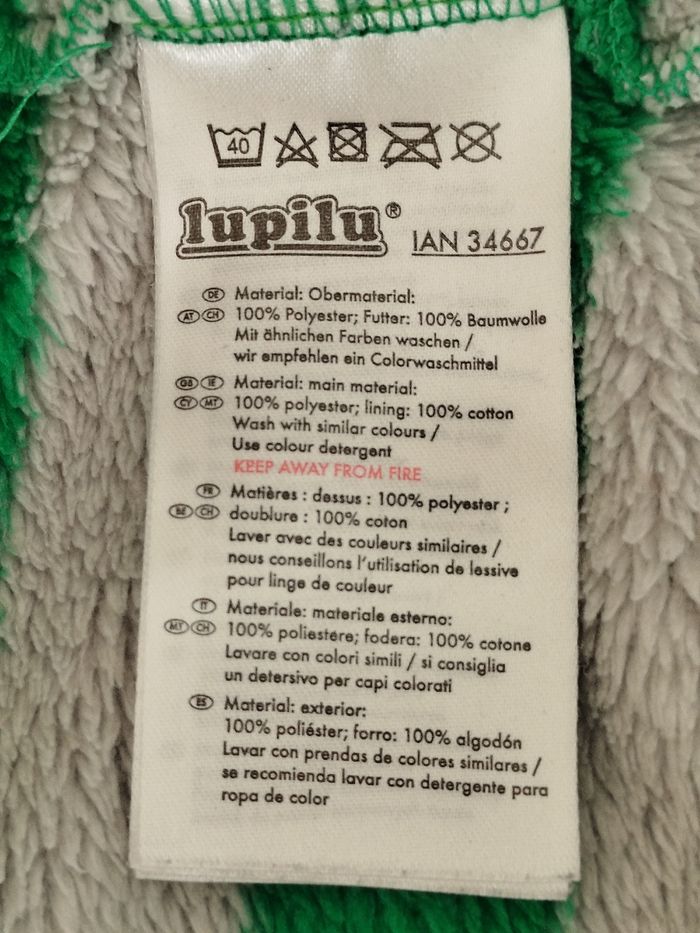 40
lupilu®
IAN 34667
DE Material: Obermaterial:
AT CH 100% Polyester; Futter: 100% Baumwolle
Mit ähnlichen Farben waschen /
wir empfehlen ein Colorwaschmittel
GB IE Material: main material:
CY MT 100% polyester; lining: 100% cotton
Wash with similar colours /
Use colour detergent
KEEP AWAY FROM FIRE
FR Matières : dessus : 100% polyester ;
BE CH doublure : 100% coton
Laver avec des couleurs similaires /
nous conseillons l'utilisation de lessive
pour linge de couleur
IT Materiale: materiale esterno:
MT CH 100% poliestere; fodera: 100% cotone
Lavare con colori simili / si consiglia
un detersivo per capi colorati
ES Material: exterior:
100% poliéster; forro: 100% algodón
Lavar con prendas de colores similares /
se recomienda lavar con detergente para
ropa de color